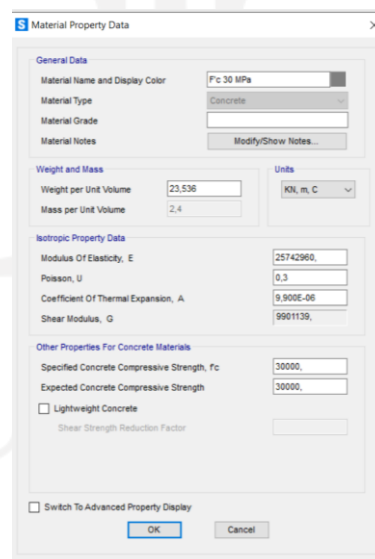 S Material Property Data
General Data
Material Name and Display Color F'c 30 MPa
Material Type Concrete
Material Grade
Material Notes Modify/Show Notes...
Weight and Mass
Weight per Unit Volume 23,536
Mass per Unit Volume 2,4
Units
KN, m, C
Isotropic Property Data
Modulus Of Elasticity, E 25742960,
Poisson, U 0,3
Coefficient Of Thermal Expansion, A 9,900E-06
Shear Modulus, G 9901139,
Other Properties For Concrete Materials
Specified Concrete Compressive Strength, f'c 30000,
Expected Concrete Compressive Strength 30000,
Lightweight Concrete
Shear Strength Reduction Factor
Switch To Advanced Property Display
OK Cancel